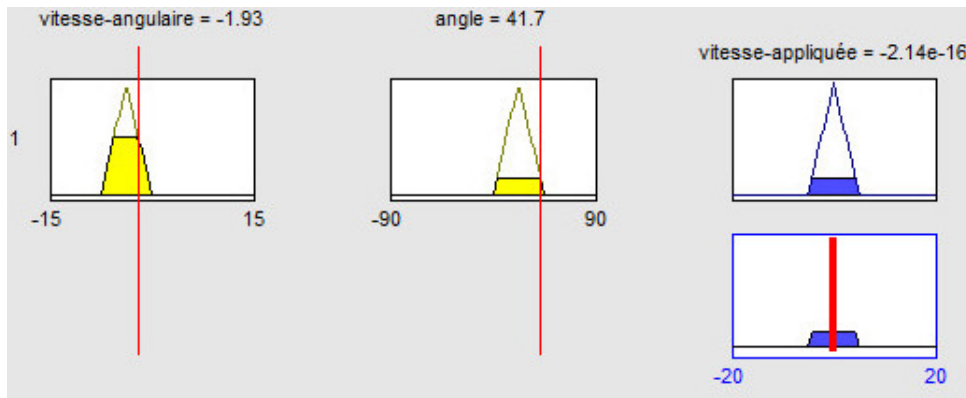 vitesse-angulaire = -1.93
angle = 41.7
vitesse-appliquée = -2.14e-16
1
-15
15
-90
90
-20
20